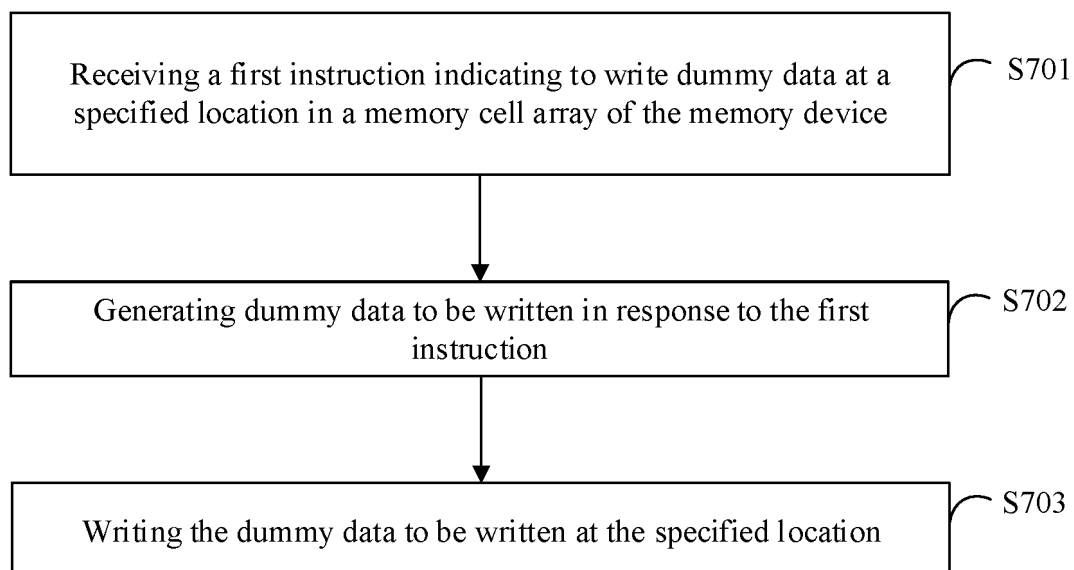 Receiving a first instruction indicating to write dummy data at a
specified location in a memory cell array of the memory device
S701
Generating dummy data to be written in response to the first
instruction
S702
Writing the dummy data to be written at the specified location
S703